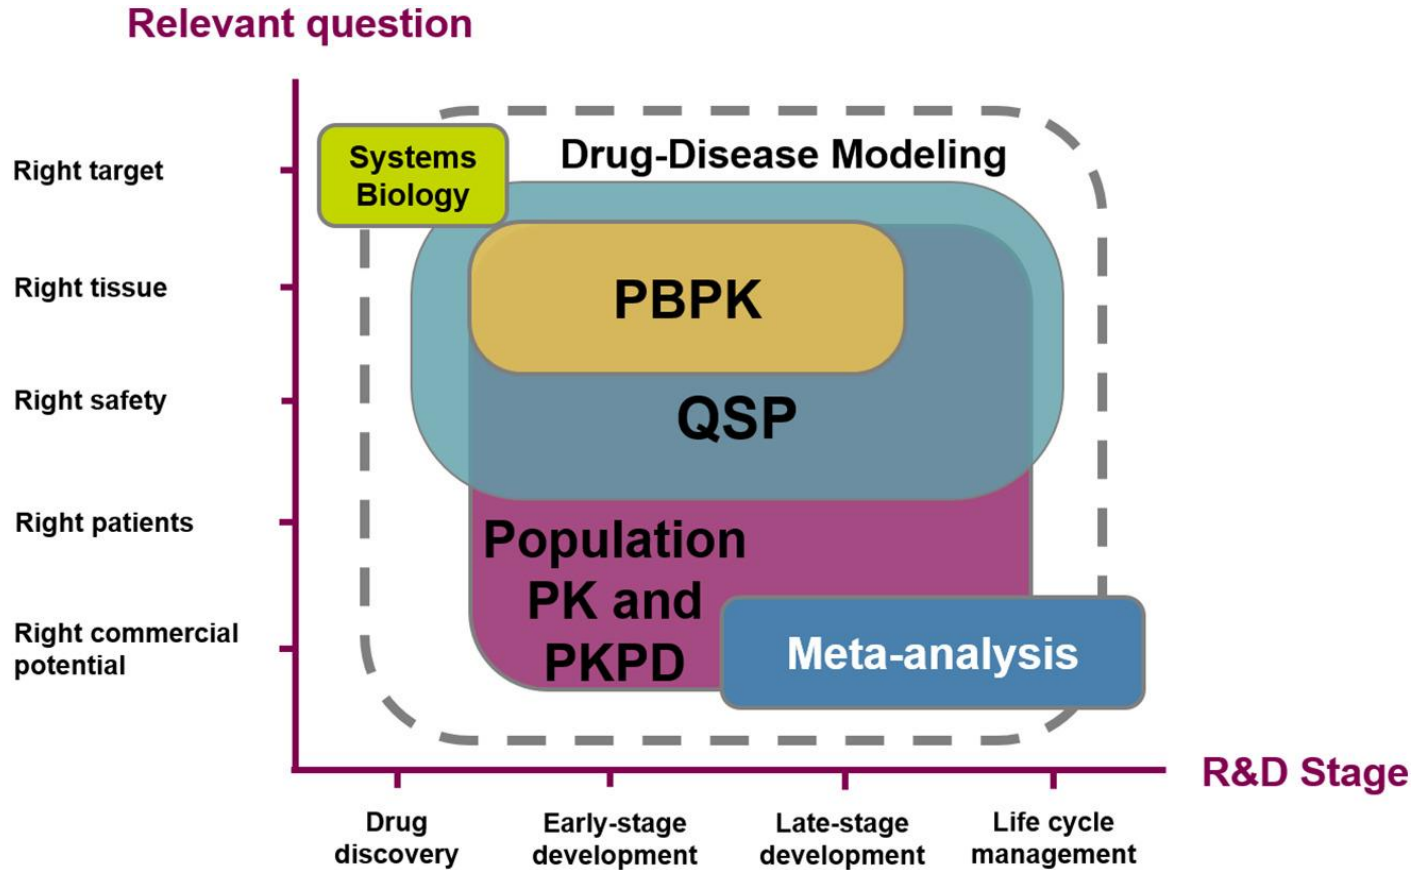 Relevant question
Right target
Right tissue
Right safety
Right patients
Right commercial
potential
Systems
Biology
Drug-Disease Modeling
PBPK
QSP
Population
PK and
PKPD
Meta-analysis
R&D Stage
Drug
discovery
Early-stage
development
Late-stage
development
Life cycle
management